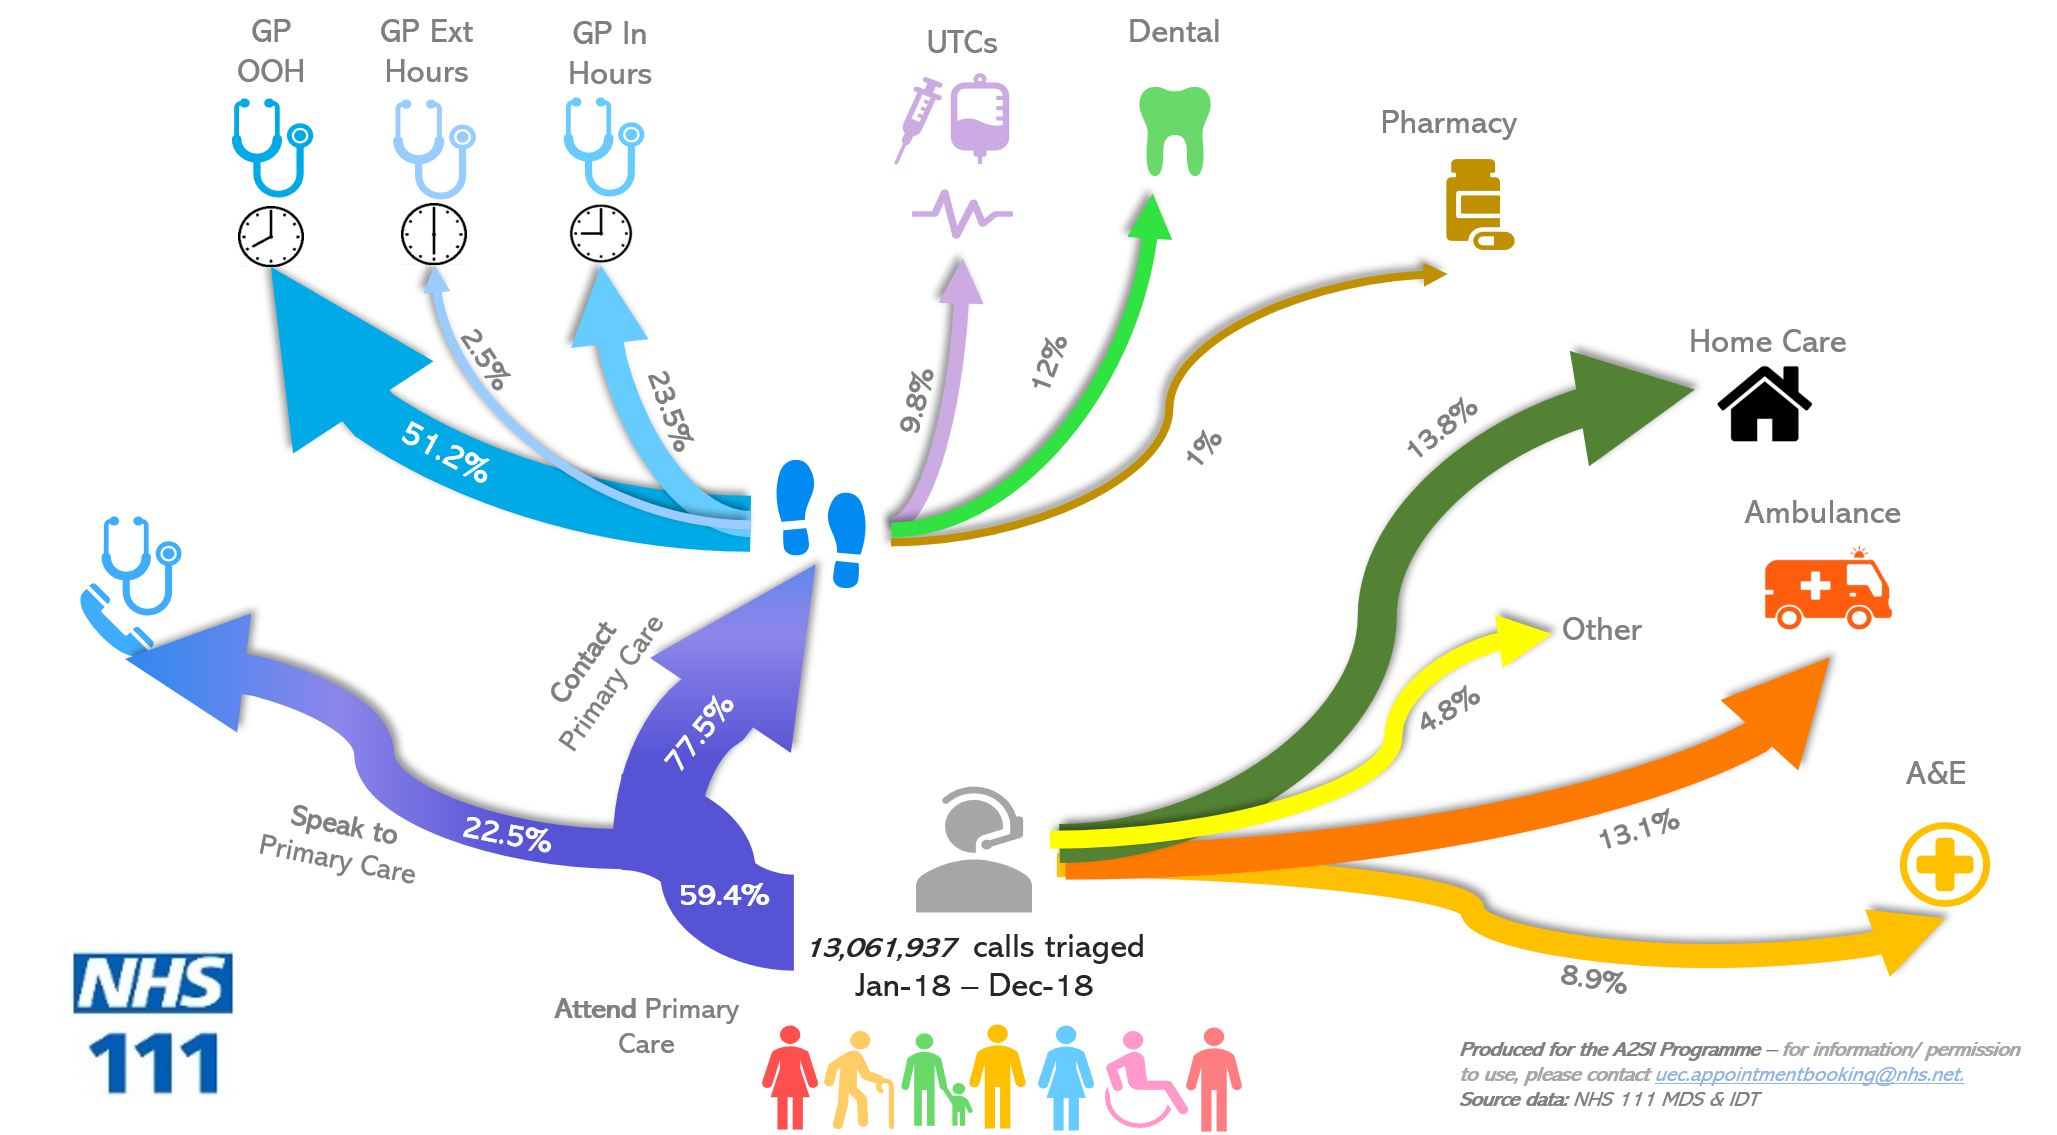 GP
OOH
GP Ext
Hours
GP In
Hours
UTCs
Dental
Pharmacy
Home Care
Ambulance
Other
A&E
51.2%
2.5%
23.5%
9.8%
12%
1%
13.8%
4.8%
13.1%
8.9%
Contact
Primary Care
77.5%
Speak to
Primary Care
22.5%
59.4%
Attend Primary
Care
13,061,937 calls triaged
Jan-18 – Dec-18
NHS
111
Produced for the A2SI Programme – for information/ permission
to use, please contact uec.appointmentbooking@nhs.net.
Source data: NHS 111 MDS & IDT